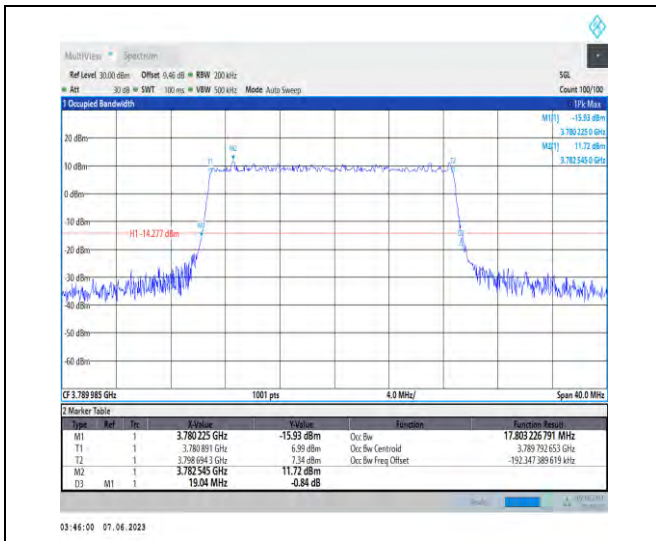 MultiView Spectrum
Ref Level 30.00 dBm Offset 9.46 dB RBW 200 kHz SGL
Att 30 dB SWT 100 ms VBW 500 kHz Mode Auto Sweep Count 100/100
1 Occupied Bandwidth 1Pk Max
M1[1] -15.93 dBm
3.780 225 0 GHz
M2[1] 11.72 dBm
3.782 545 0 GHz
20 dBm
T1 M2 T2
10 dBm
0 dBm
-10 dBm
M1
H1 -14.277 dBm
-20 dBm
-30 dBm
-40 dBm
-50 dBm
-60 dBm
CF 3.789 985 GHz 1001 pts 4.0 MHz/ Span 40.0 MHz
2 Marker Table
Type Ref Trc X-Value Y-Value Function Function Result
M1 1 3.780 225 GHz -15.93 dBm Occ Bw 17.803 226 791 MHz
T1 1 3.780 891 GHz 6.99 dBm Occ Bw Centroid 3.789 792 653 GHz
T2 1 3.798 694 3 GHz 7.34 dBm Occ Bw Freq Offset -192.347 389 619 kHz
M2 1 3.782 545 GHz 11.72 dBm
D3 M1 1 19.04 MHz -0.84 dB
03:46:00 07.06.2023